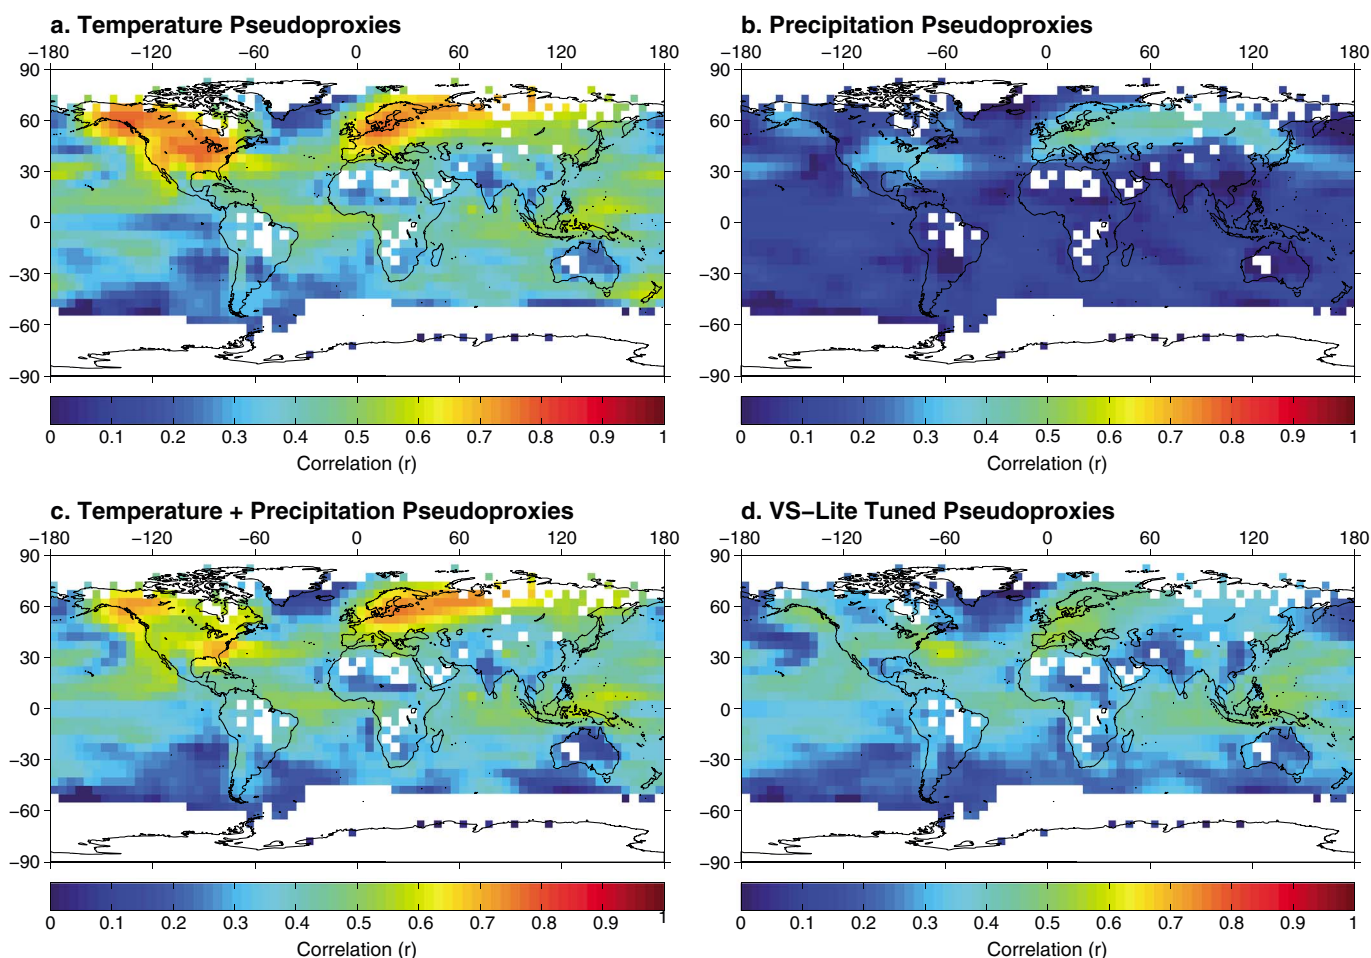 a. Temperature Pseudoproxies
−180 −120 −60 0 60 120 180
90
60
30
0
−30
−60
−90
0 0.1 0.2 0.3 0.4 0.5 0.6 0.7 0.8 0.9 1
Correlation (r)
b. Precipitation Pseudoproxies
−180 −120 −60 0 60 120 180
90
60
30
0
−30
−60
−90
0 0.1 0.2 0.3 0.4 0.5 0.6 0.7 0.8 0.9 1
Correlation (r)
c. Temperature + Precipitation Pseudoproxies
−180 −120 −60 0 60 120 180
90
60
30
0
−30
−60
−90
0 0.1 0.2 0.3 0.4 0.5 0.6 0.7 0.8 0.9 1
Correlation (r)
d. VS−Lite Tuned Pseudoproxies
−180 −120 −60 0 60 120 180
90
60
30
0
−30
−60
−90
0 0.1 0.2 0.3 0.4 0.5 0.6 0.7 0.8 0.9 1
Correlation (r)